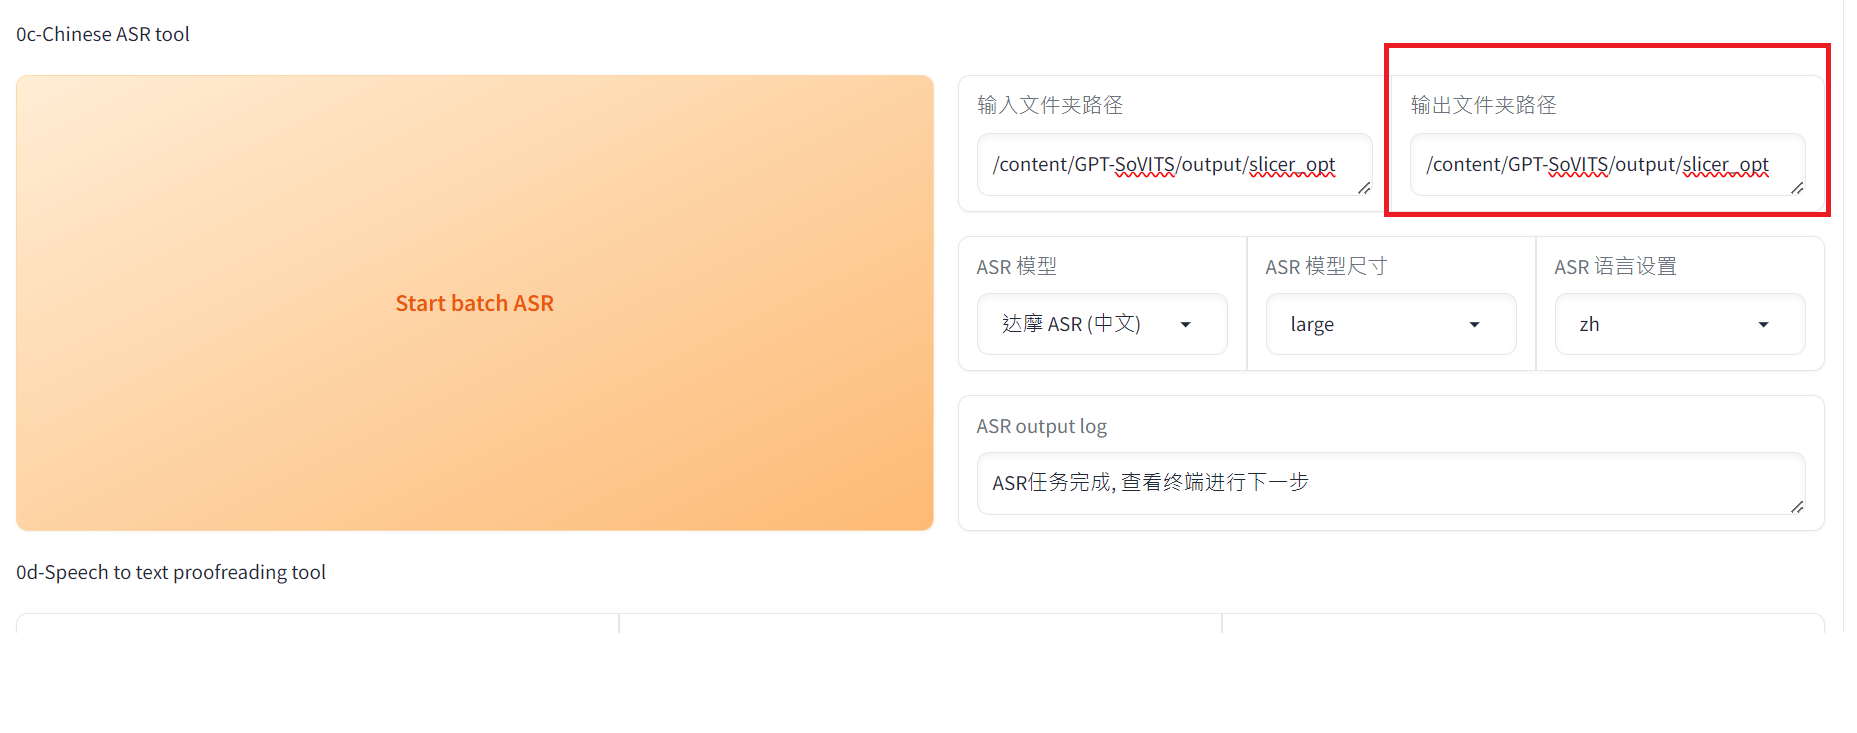 0c-Chinese ASR tool
Start batch ASR
输入文件夹路径
/content/GPT-SoVITS/output/slicer_opt
输出文件夹路径
/content/GPT-SoVITS/output/slicer_opt
ASR 模型
达摩 ASR (中文)
ASR 模型尺寸
large
ASR 语言设置
zh
ASR output log
ASR任务完成, 查看终端进行下一步
0d-Speech to text proofreading tool